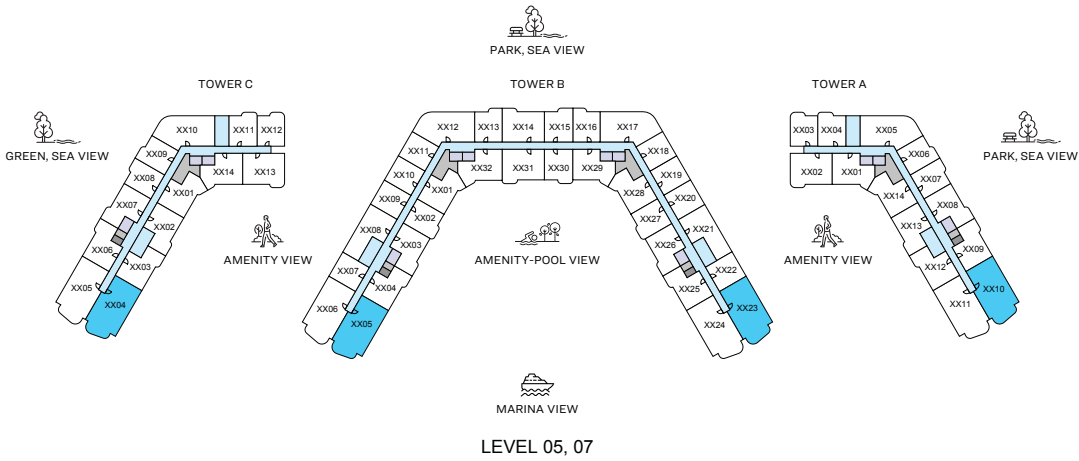 PARK, SEA VIEW
TOWER C
TOWER B
TOWER A
GREEN, SEA VIEW
PARK, SEA VIEW
XX10
XX11
XX12
XX09
XX08
XX14
XX13
XX01
XX07
XX02
XX06
XX03
XX05
XX04
AMENITY VIEW
XX12
XX13
XX14
XX15
XX16
XX17
XX11
XX18
XX10
XX01
XX32
XX31
XX30
XX29
XX28
XX19
XX09
XX02
XX27
XX20
XX08
XX03
XX26
XX21
XX07
XX04
XX25
XX22
XX06
XX05
XX24
XX23
AMENITY-POOL VIEW
AMENITY VIEW
XX03
XX04
XX05
XX02
XX01
XX06
XX07
XX14
XX08
XX13
XX09
XX12
XX10
XX11
MARINA VIEW
LEVEL 05, 07